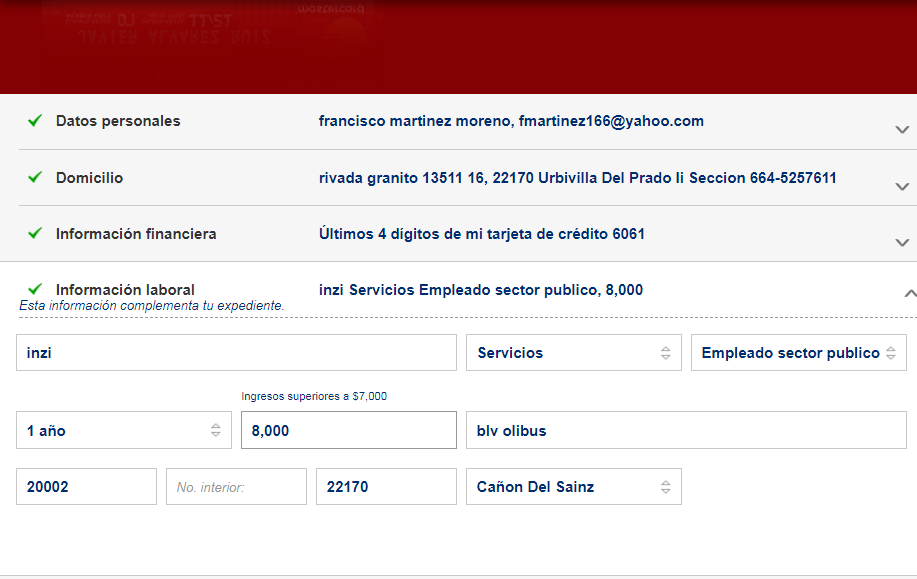 Datos personales francisco martinez moreno, fmartinez166@yahoo.com
Domicilio rivada granito 13511 16, 22170 Urbivilla Del Prado Ii Seccion 664-5257611
Información financiera Últimos 4 dígitos de mi tarjeta de crédito 6061
Información laboral inzi Servicios Empleado sector publico, 8,000
Esta información complementa tu expediente.
inzi Servicios Empleado sector publico
Ingresos superiores a $7,000
1 año 8,000 blv olibus
20002 No. interior: 22170 Cañon Del Sainz